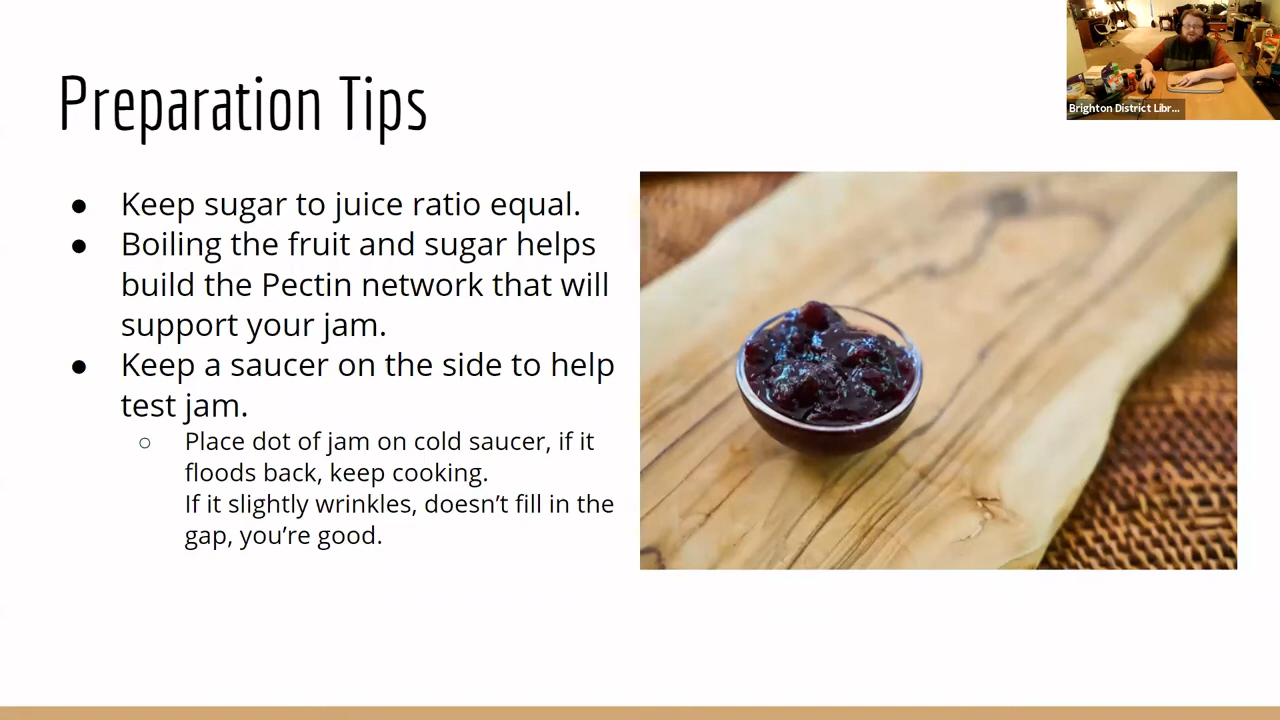 Brighton District Libr...
Preparation Tips
● Keep sugar to juice ratio equal.
● Boiling the fruit and sugar helps
build the Pectin network that will
support your jam.
● Keep a saucer on the side to help
test jam.
○ Place dot of jam on cold saucer, if it
floods back, keep cooking.
If it slightly wrinkles, doesn’t fill in the
gap, you’re good.